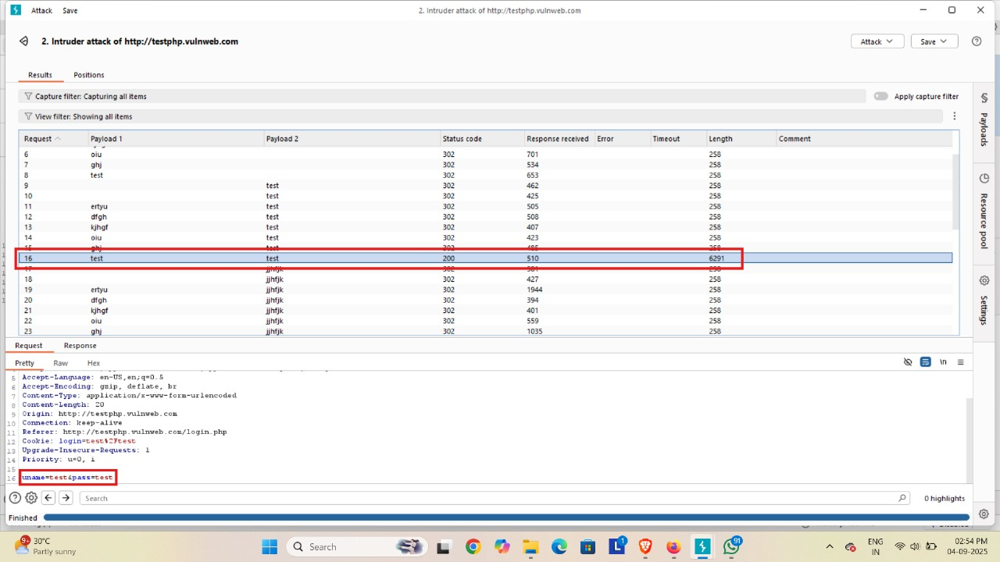 Attack Save 2. Intruder attack of http://testphp.vulnweb.com
2. Intruder attack of http://testphp.vulnweb.com Attack Save
Results Positions
Capture filter: Capturing all items Apply capture filter
View filter: Showing all items
Request Payload 1 Payload 2 Status code Response received Error Timeout Length Comment
6 oiu 302 701 258
7 ghj 302 534 258
8 test 302 653 258
9 test 302 462 258
10 test 302 425 258
11 ertyu test 302 505 258
12 dfgh test 302 508 258
13 kjhgf test 302 407 258
14 oiu test 302 423 258
15 ghj test 302 485 258
16 test test 200 510 6291
17 jjhfjk 302 381 258
18 jjhfjk 302 427 258
19 ertyu jjhfjk 302 1944 258
20 dfgh jjhfjk 302 394 258
21 kjhgf jjhfjk 302 401 258
22 oiu jjhfjk 302 559 258
23 ghj jjhfjk 302 1035 258
Payloads
Resource pool
Settings
Request Response
Pretty Raw Hex \n
5 Accept-Language: en-US,en;q=0.5
6 Accept-Encoding: gzip, deflate, br
7 Content-Type: application/x-www-form-urlencoded
8 Content-Length: 20
9 Origin: http://testphp.vulnweb.com
10 Connection: keep-alive
11 Referer: http://testphp.vulnweb.com/login.php
12 Cookie: login=test%2Ftest
13 Upgrade-Insecure-Requests: 1
14 Priority: u=0, i
15
16 uname=test&pass=test
Search 0 highlights
Finished
9+ 30°C
Partly sunny
Search
1
91
ENG
IN
02:54 PM
04-09-2025